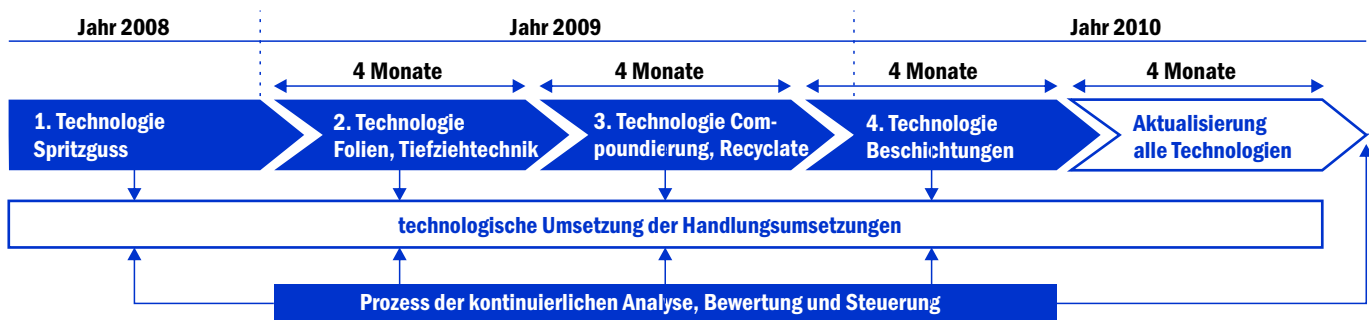 Jahr 2008
Jahr 2009
Jahr 2010
4 Monate
4 Monate
4 Monate
4 Monate
1. Technologie
Spritzguss
2. Technologie
Folien, Tiefziehtechnik
3. Technologie Com-
poundierung, Recyclate
4. Technologie
Beschichtungen
Aktualisierung
alle Technologien
technologische Umsetzung der Handlungsumsetzungen
Prozess der kontinuierlichen Analyse, Bewertung und Steuerung